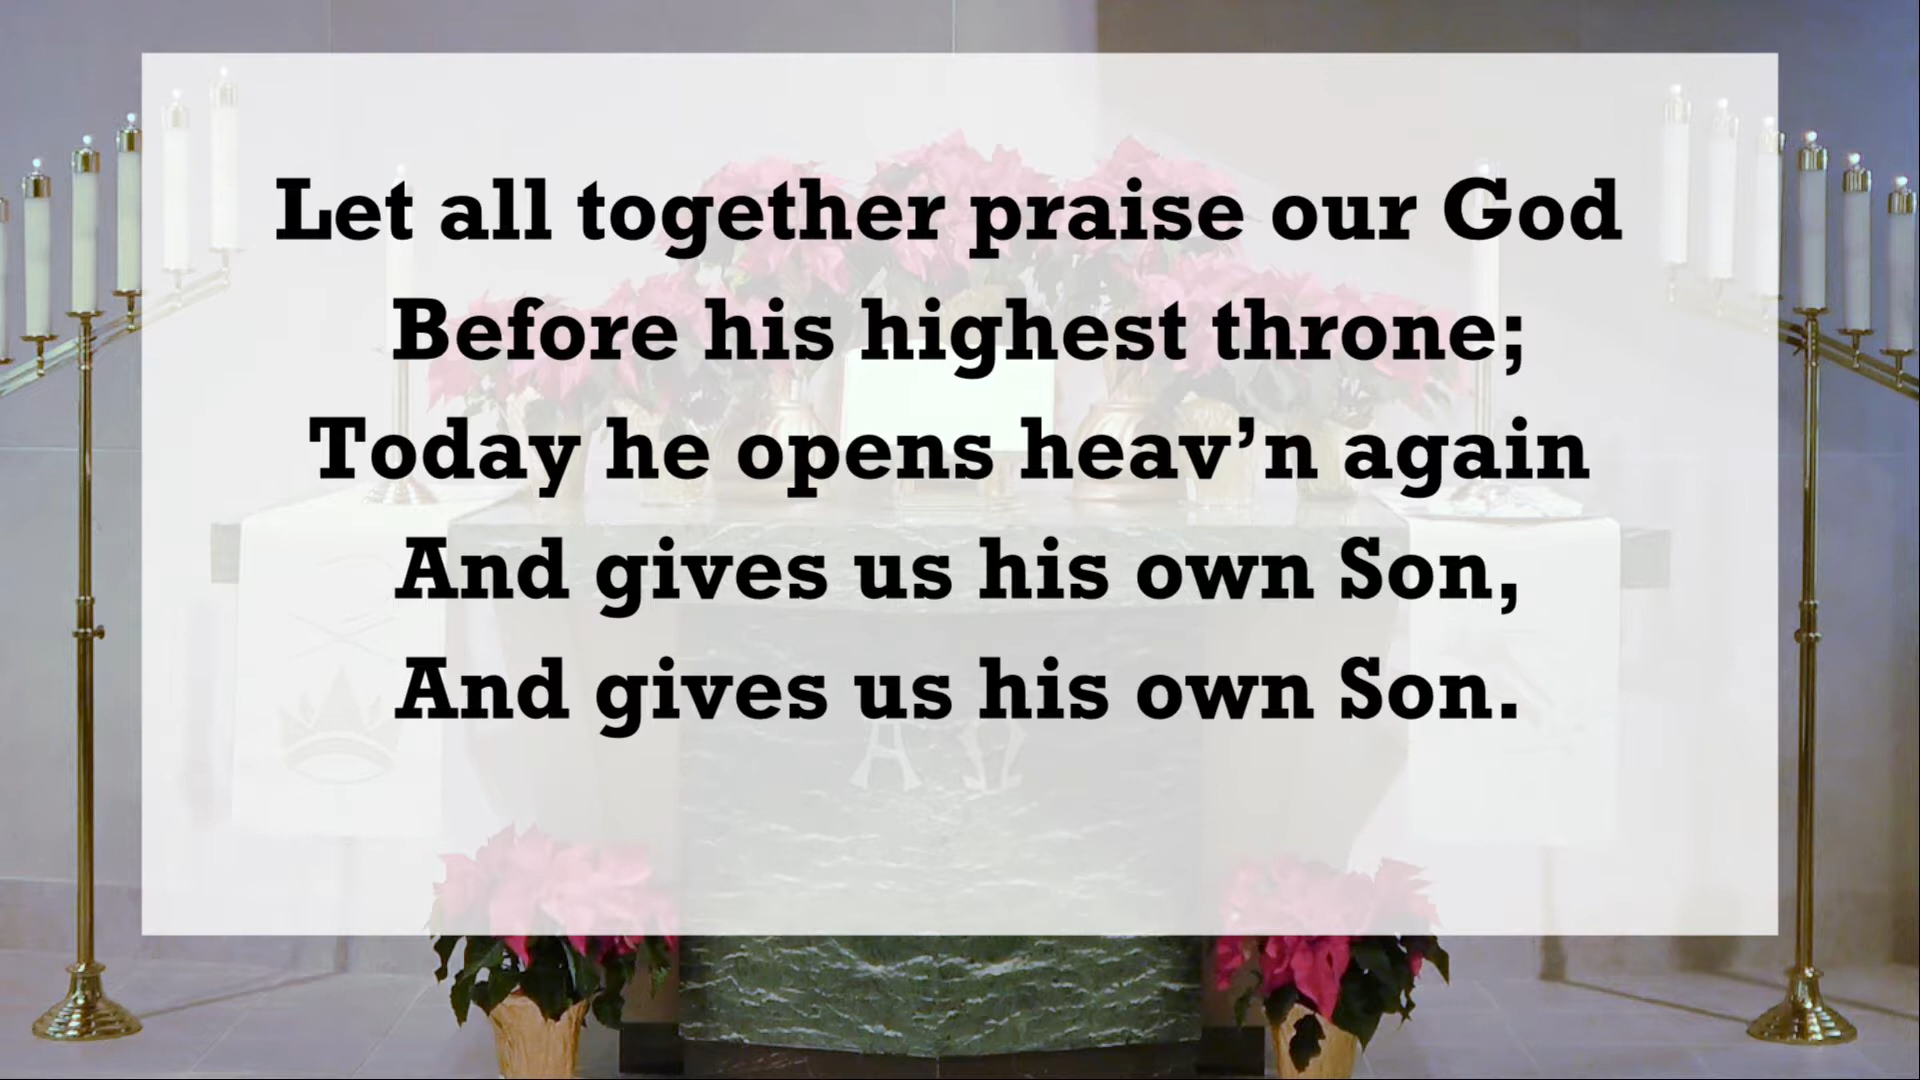 Let all together praise our God
Before his highest throne;
Today he opens heav’n again
And gives us his own Son,
And gives us his own Son.
Α Ω